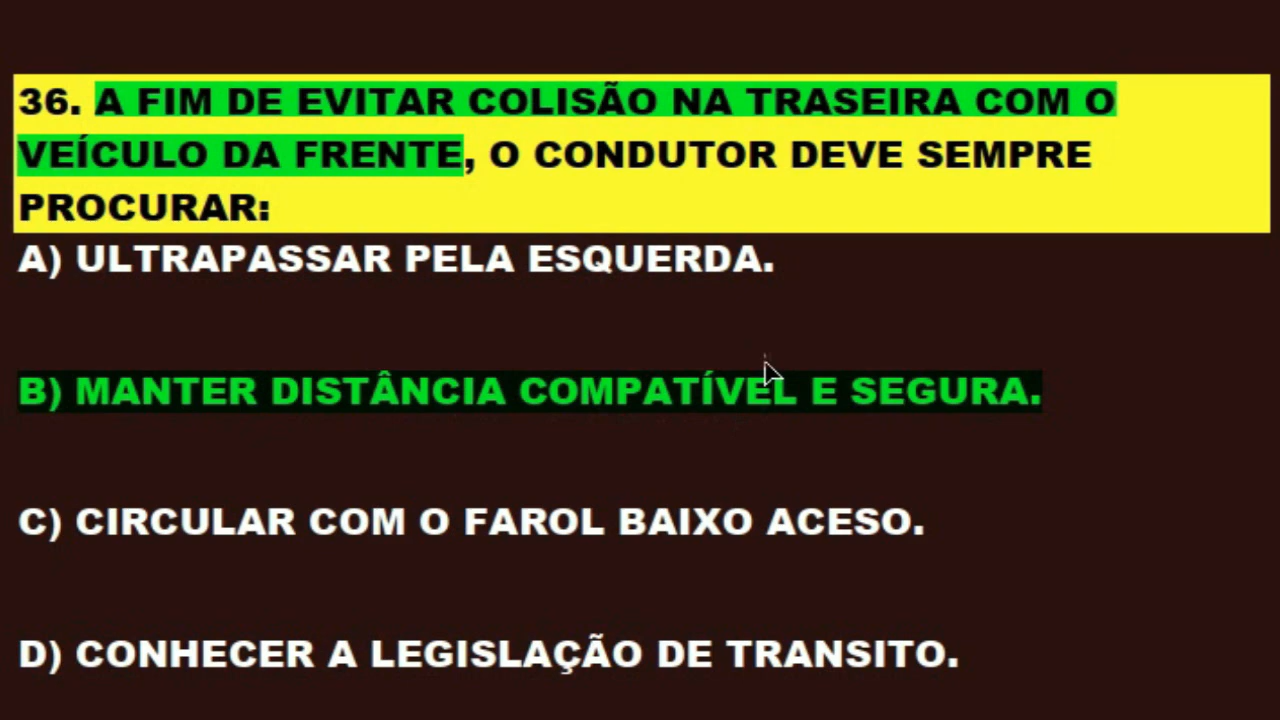 36. A FIM DE EVITAR COLISÃO NA TRASEIRA COM O
VEÍCULO DA FRENTE, O CONDUTOR DEVE SEMPRE
PROCURAR:
A) ULTRAPASSAR PELA ESQUERDA.
B) MANTER DISTÂNCIA COMPATÍVEL E SEGURA.
C) CIRCULAR COM O FAROL BAIXO ACESO.
D) CONHECER A LEGISLAÇÃO DE TRANSITO.